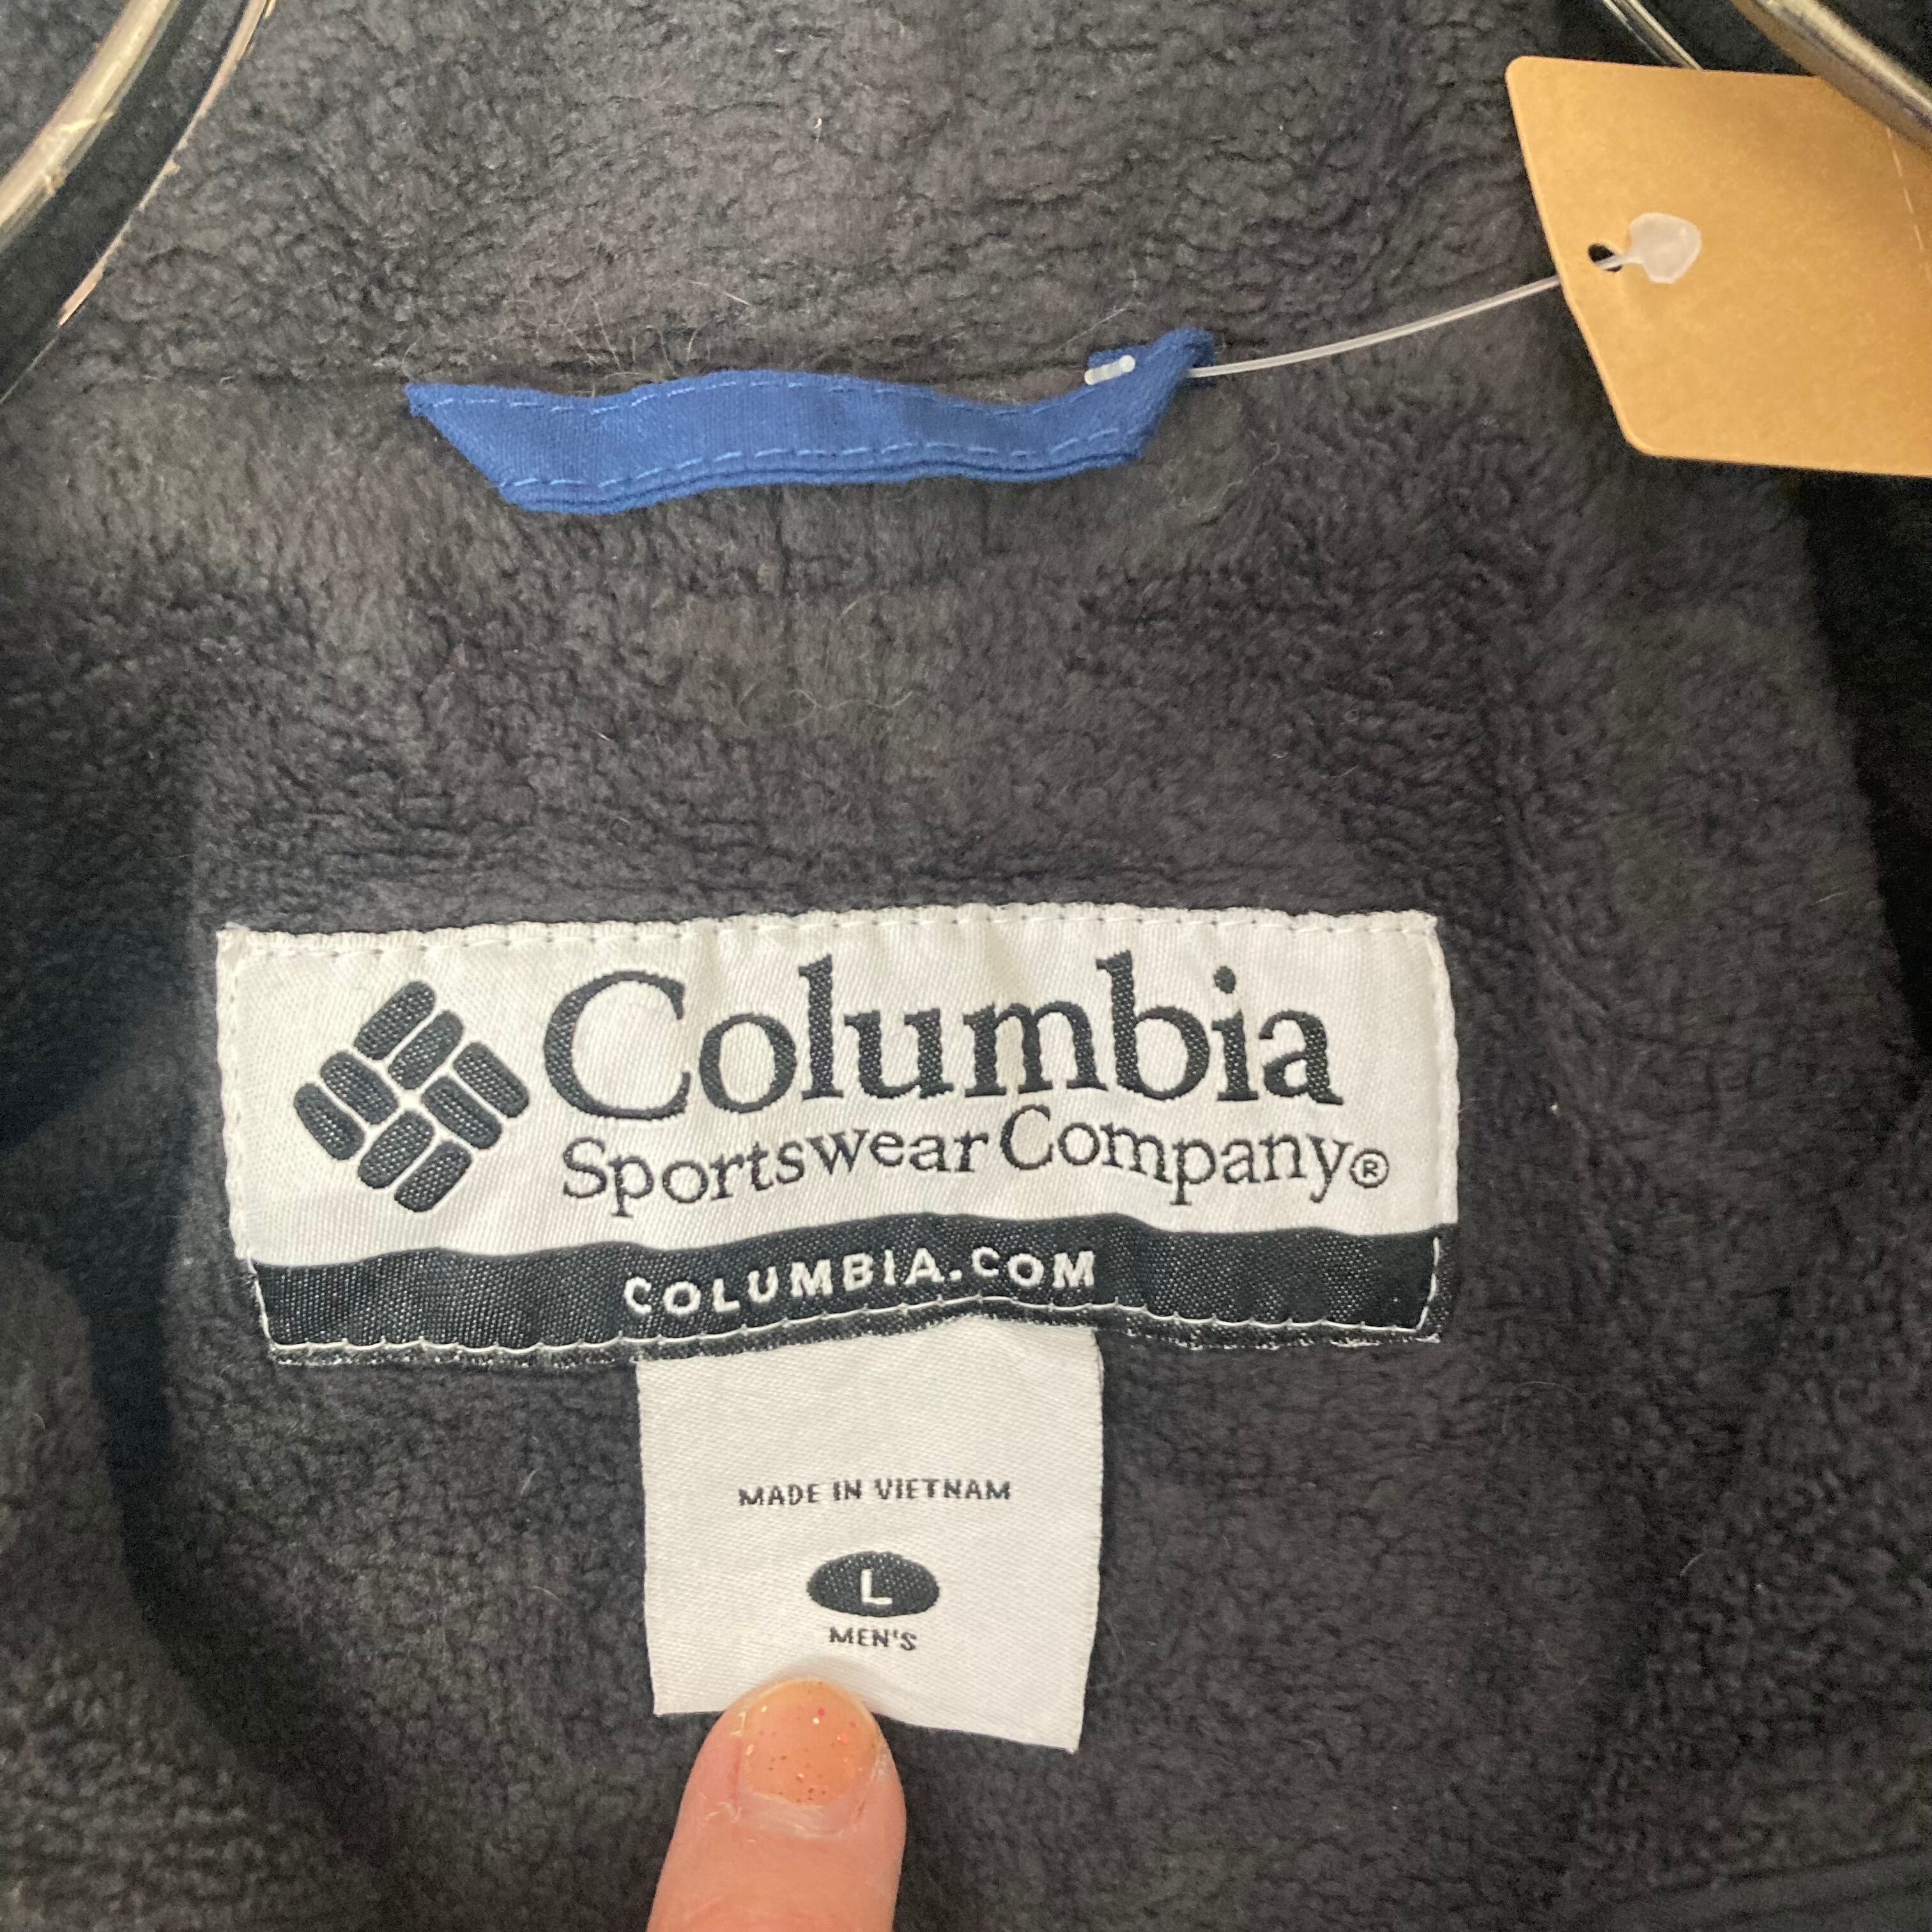 Columbia
Sportswear Company®
COLUMBIA.COM
MADE IN VIETNAM
L
MEN'S